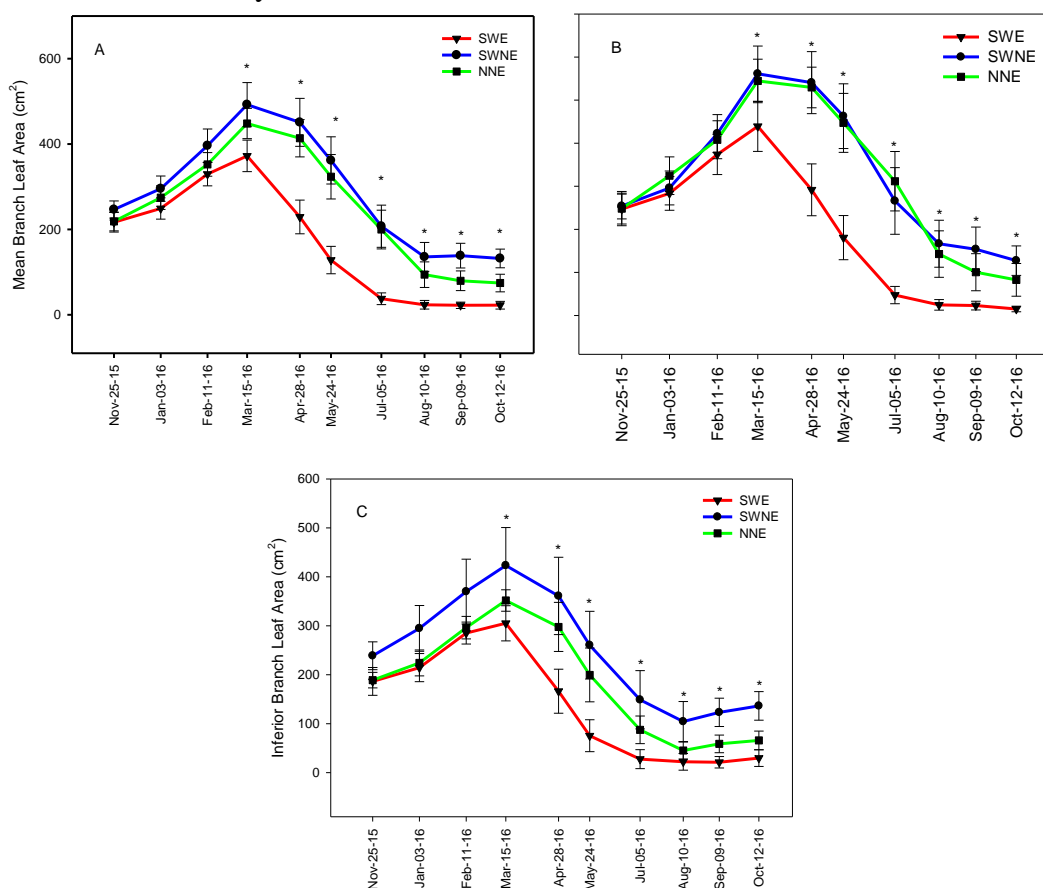 A
SWE
SWNE
NNE
Mean Branch Leaf Area (cm²)
600
400
200
0
* * * * * * *
Nov-25-15
Jan-03-16
Feb-11-16
Mar-15-16
Apr-28-16
May-24-16
Jul-05-16
Aug-10-16
Sep-09-16
Oct-12-16
B
SWE
SWNE
NNE
* * * * * * *
Nov-25-15
Jan-03-16
Feb-11-16
Mar-15-16
Apr-28-16
May-24-16
Jul-05-16
Aug-10-16
Sep-09-16
Oct-12-16
C
SWE
SWNE
NNE
Inferior Branch Leaf Area (cm²)
600
500
400
300
200
100
0
* * * * * * *
Nov-25-15
Jan-03-16
Feb-11-16
Mar-15-16
Apr-28-16
May-24-16
Jul-05-16
Aug-10-16
Sep-09-16
Oct-12-16